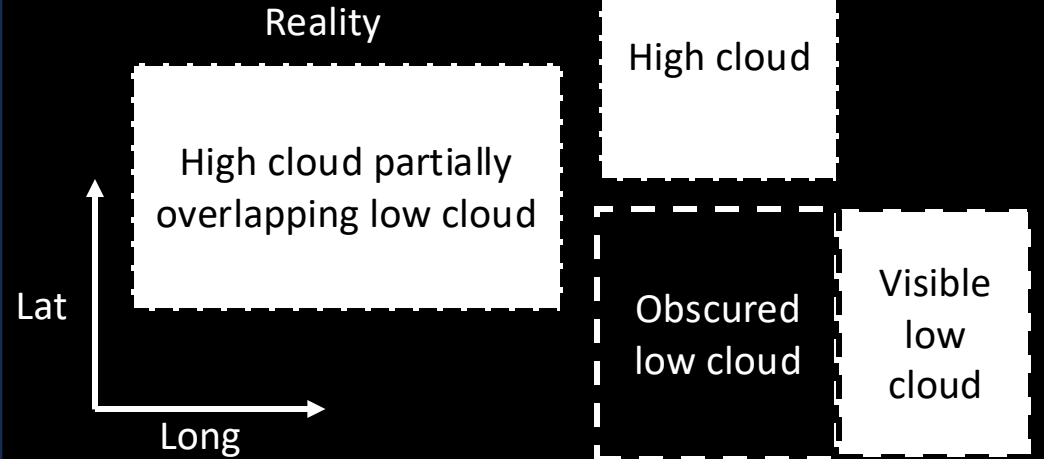 Reality
High cloud partially
overlapping low cloud
Lat
Long
High cloud
Obscured
low cloud
Visible
low
cloud